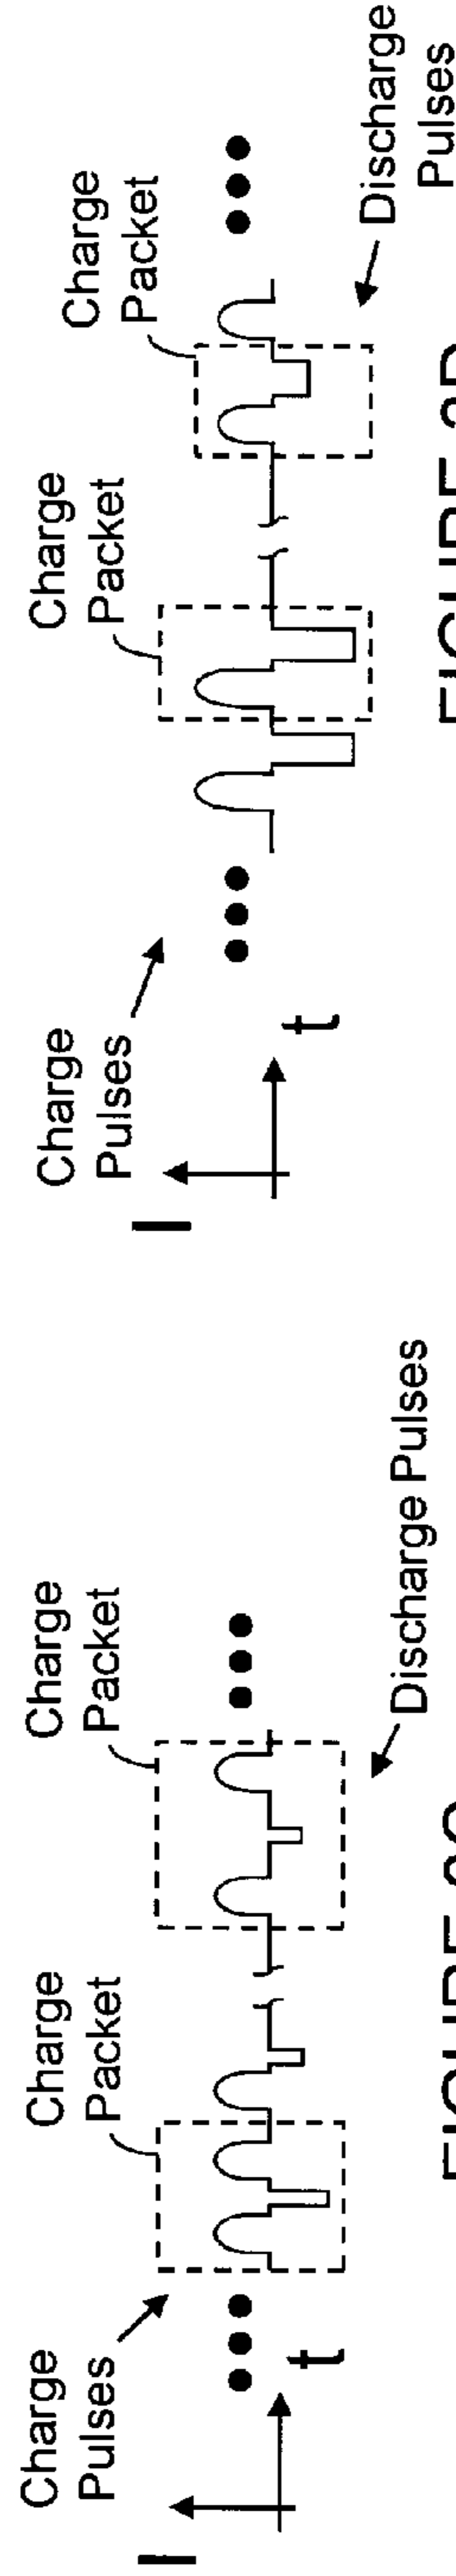 I
Charge
Pulses
t
Charge
Packet
Charge
Packet
Discharge Pulses
I
Charge
Pulses
t
Charge
Packet
Charge
Packet
Discharge
Pulses